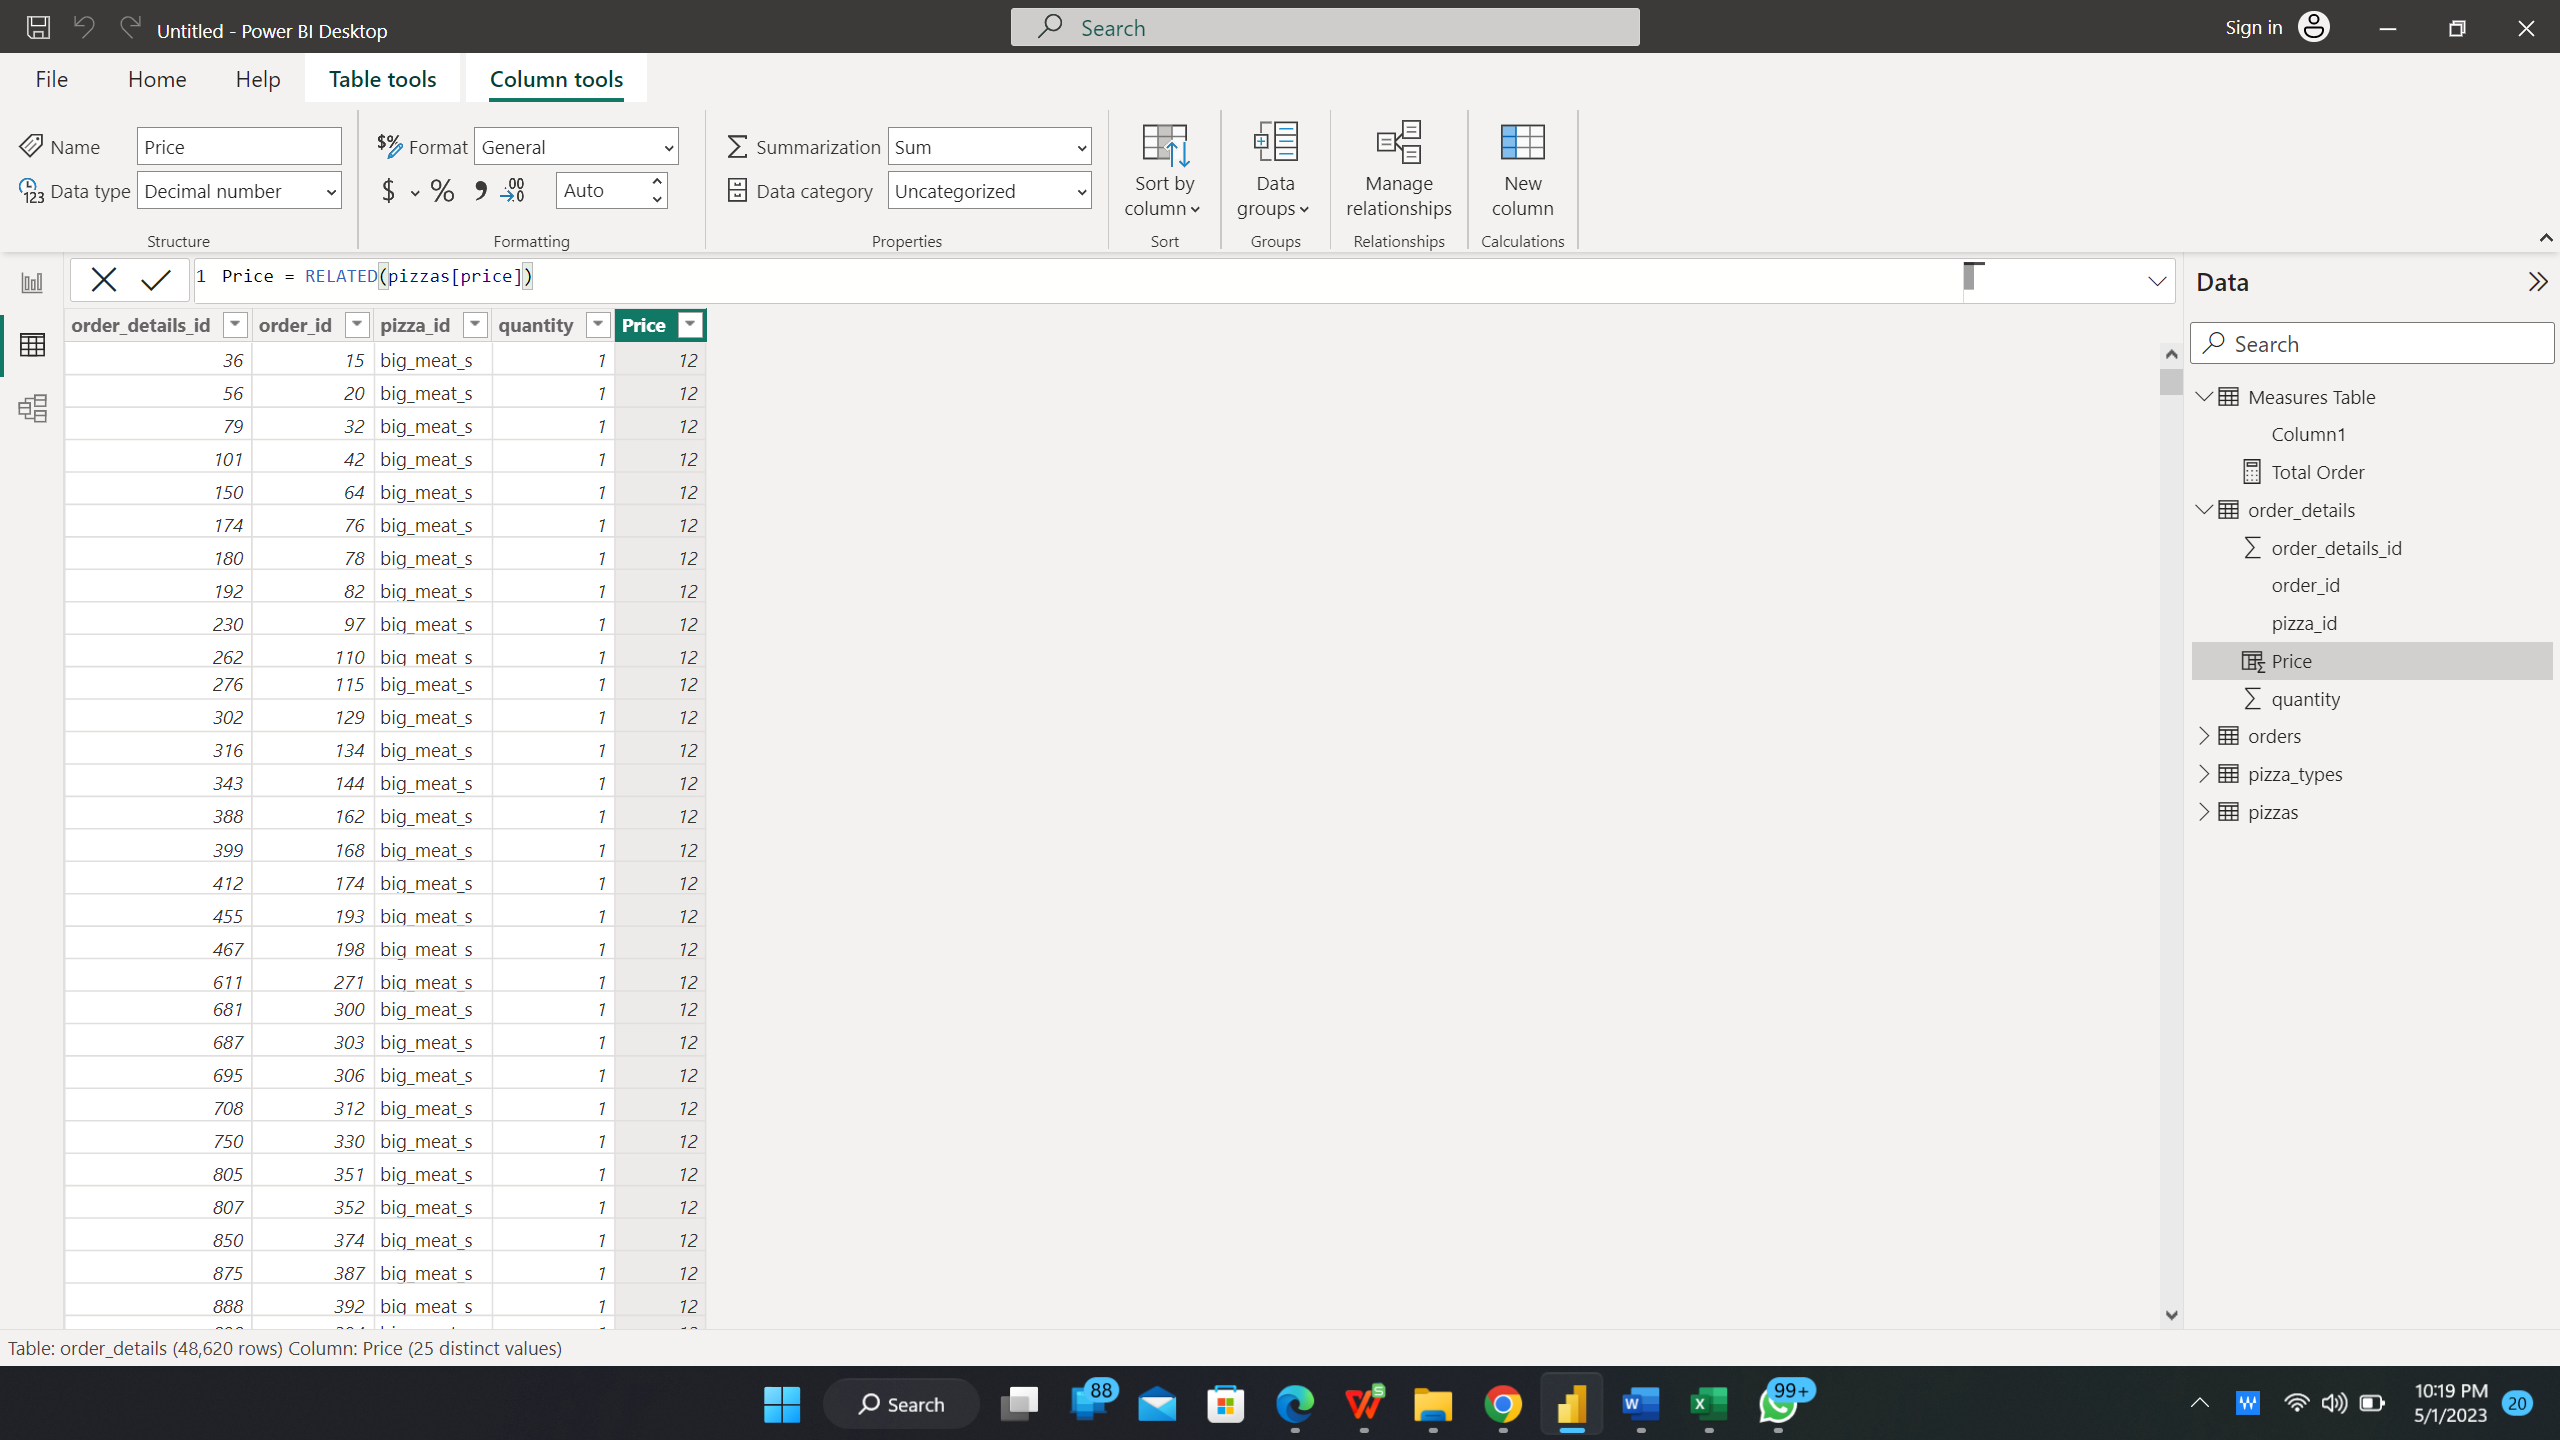 Untitled - Power BI Desktop
Search
Sign in
File Home Help Table tools Column tools
Name Price
Data type Decimal number
Structure
Format General
$ % , .00 Auto
Formatting
Summarization Sum
Data category Uncategorized
Properties
Sort by column
Sort
Data groups
Groups
Manage relationships
Relationships
New column
Calculations
1 Price = RELATED(pizzas[price])
order_details_id order_id pizza_id quantity Price
36 15 big_meat_s 1 12
56 20 big_meat_s 1 12
79 32 big_meat_s 1 12
101 42 big_meat_s 1 12
150 64 big_meat_s 1 12
174 76 big_meat_s 1 12
180 78 big_meat_s 1 12
192 82 big_meat_s 1 12
230 97 big_meat_s 1 12
262 110 big_meat_s 1 12
276 115 big_meat_s 1 12
302 129 big_meat_s 1 12
316 134 big_meat_s 1 12
343 144 big_meat_s 1 12
388 162 big_meat_s 1 12
399 168 big_meat_s 1 12
412 174 big_meat_s 1 12
455 193 big_meat_s 1 12
467 198 big_meat_s 1 12
611 271 big_meat_s 1 12
681 300 big_meat_s 1 12
687 303 big_meat_s 1 12
695 306 big_meat_s 1 12
708 312 big_meat_s 1 12
750 330 big_meat_s 1 12
805 351 big_meat_s 1 12
807 352 big_meat_s 1 12
850 374 big_meat_s 1 12
875 387 big_meat_s 1 12
888 392 big_meat_s 1 12
Data
Search
Measures Table
Column1
Total Order
order_details
order_details_id
order_id
pizza_id
Price
quantity
orders
pizza_types
pizzas
Table: order_details (48,620 rows) Column: Price (25 distinct values)
Search
88
99+
10:19 PM
5/1/2023
20